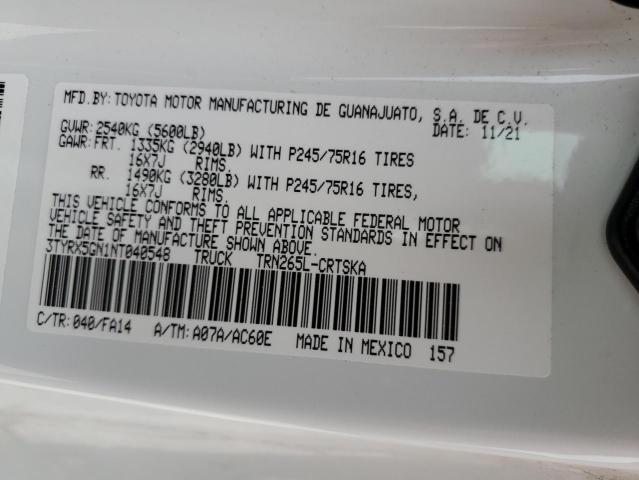 MFD.BY:TOYOTA MOTOR MANUFACTURING DE GUANAJUATO, S.A. DE C.V.
GVWR:2540KG (5600LB) DATE: 11/21
GAWR:FRT. 1335KG (2940LB) WITH P245/75R16 TIRES
16X7J RIMS.
RR. 1490KG (3280LB) WITH P245/75R16 TIRES,
16X7J RIMS.
THIS VEHICLE CONFORMS TO ALL APPLICABLE FEDERAL MOTOR
VEHICLE SAFETY AND THEFT PREVENTION STANDARDS IN EFFECT ON
THE DATE OF MANUFACTURE SHOWN ABOVE.
3TYRX5GN1NT040548 TRUCK TRN265L-CRTSKA
C/TR:040/FA14 A/TM:A07A/AC60E MADE IN MEXICO 157